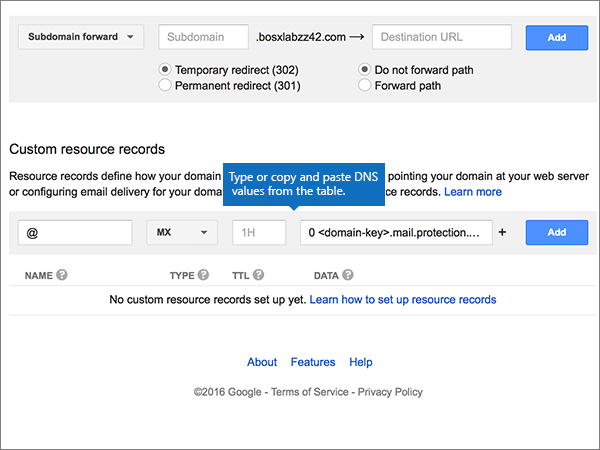 Subdomain forward Subdomain .bosxlabzz42.com → Destination URL Add
Temporary redirect (302) Do not forward path
Permanent redirect (301) Forward path
Custom resource records
Resource records define how your domain pointing your domain at your web server
or configuring email delivery for your doma ce records. Learn more
Type or copy and paste DNS
values from the table.
@ MX 1H 0 <domain-key>.mail.protection.... + Add
NAME ? TYPE ? TTL ? DATA ?
No custom resource records set up yet. Learn how to set up resource records
About Features Help
©2016 Google - Terms of Service - Privacy Policy